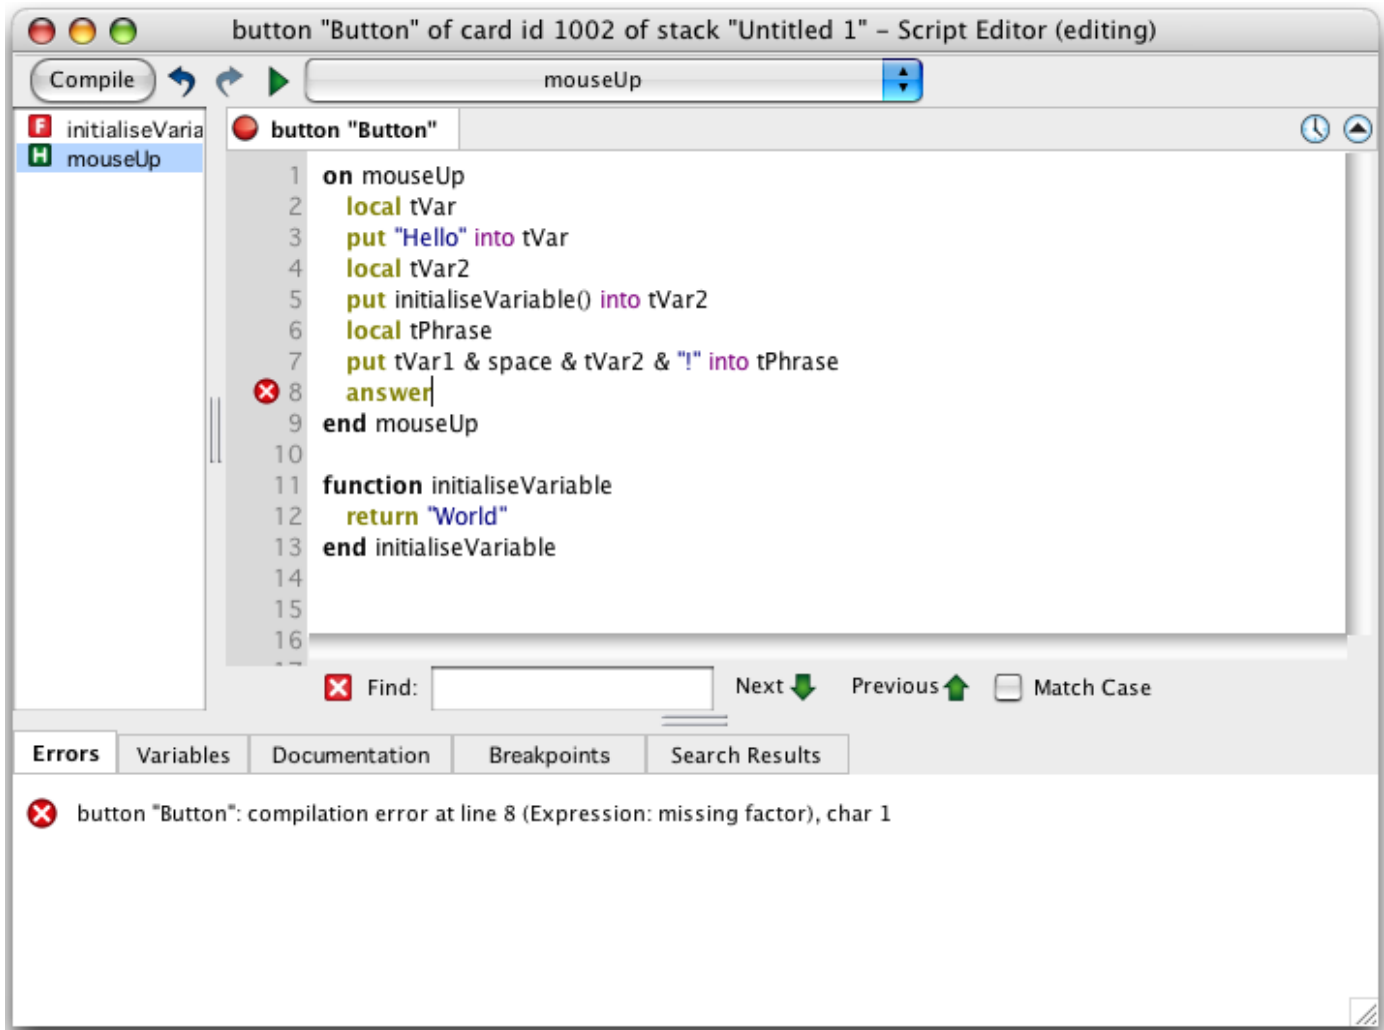 button "Button" of card id 1002 of stack "Untitled 1" – Script Editor (editing)
Compile
mouseUp
F initialiseVaria
H mouseUp
button "Button"
1 on mouseUp
2 local tVar
3 put "Hello" into tVar
4 local tVar2
5 put initialiseVariable() into tVar2
6 local tPhrase
7 put tVar1 & space & tVar2 & "!" into tPhrase
8 answer
9 end mouseUp
10
11 function initialiseVariable
12 return "World"
13 end initialiseVariable
14
15
16
Find: Next Previous Match Case
Errors Variables Documentation Breakpoints Search Results
button "Button": compilation error at line 8 (Expression: missing factor), char 1